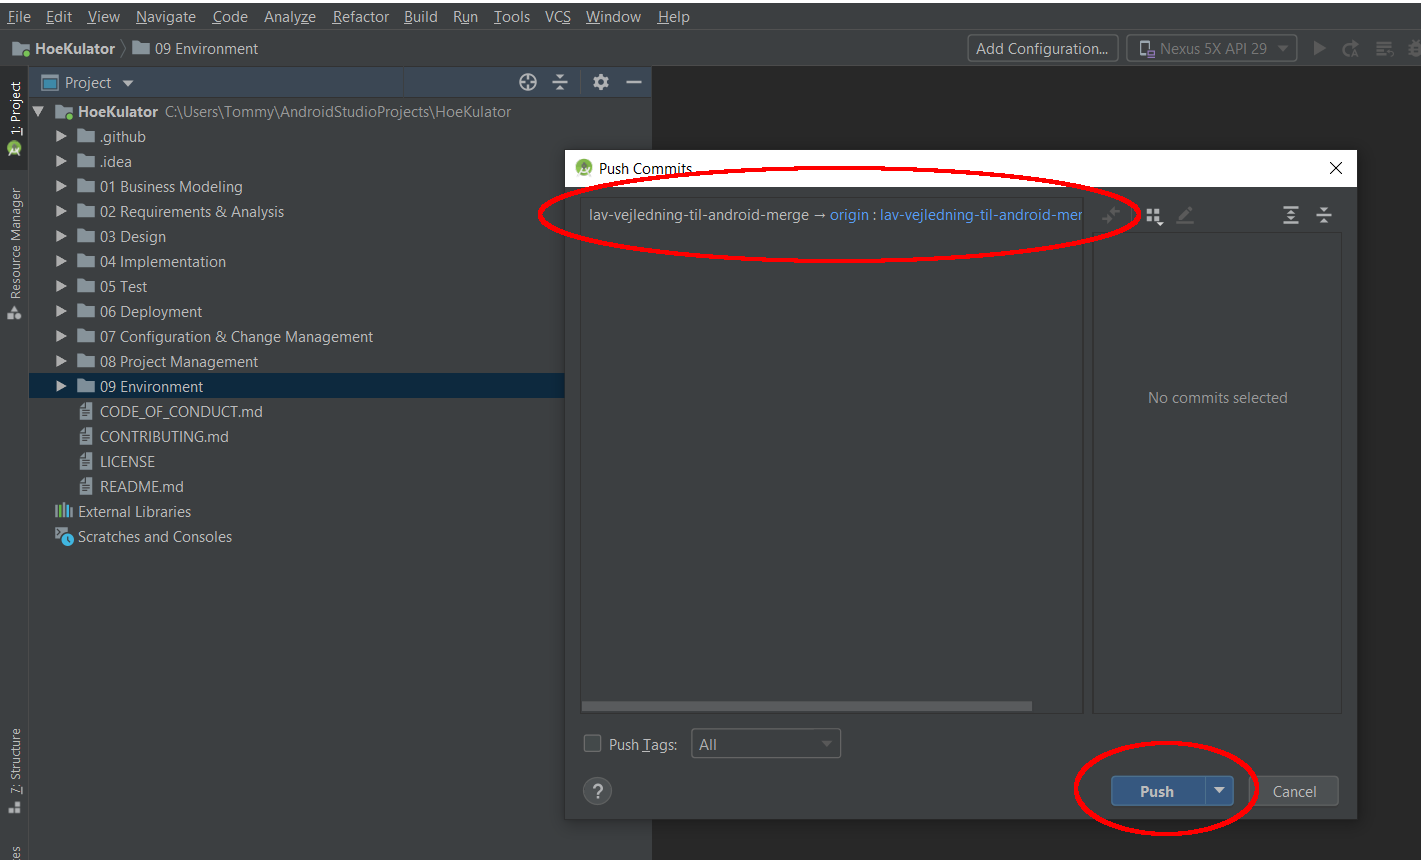 File Edit View Navigate Code Analyze Refactor Build Run Tools VCS Window Help
HoeKulator 09 Environment Add Configuration... Nexus 5X API 29
1: Project
Resource Manager
7: Structure
Project
HoeKulator C:\Users\Tommy\AndroidStudioProjects\HoeKulator
.github
.idea
01 Business Modeling
02 Requirements & Analysis
03 Design
04 Implementation
05 Test
06 Deployment
07 Configuration & Change Management
08 Project Management
09 Environment
CODE_OF_CONDUCT.md
CONTRIBUTING.md
LICENSE
README.md
External Libraries
Scratches and Consoles
Push Commits
lav-vejledning-til-android-merge → origin : lav-vejledning-til-android-mer
No commits selected
Push Tags: All
? Push Cancel